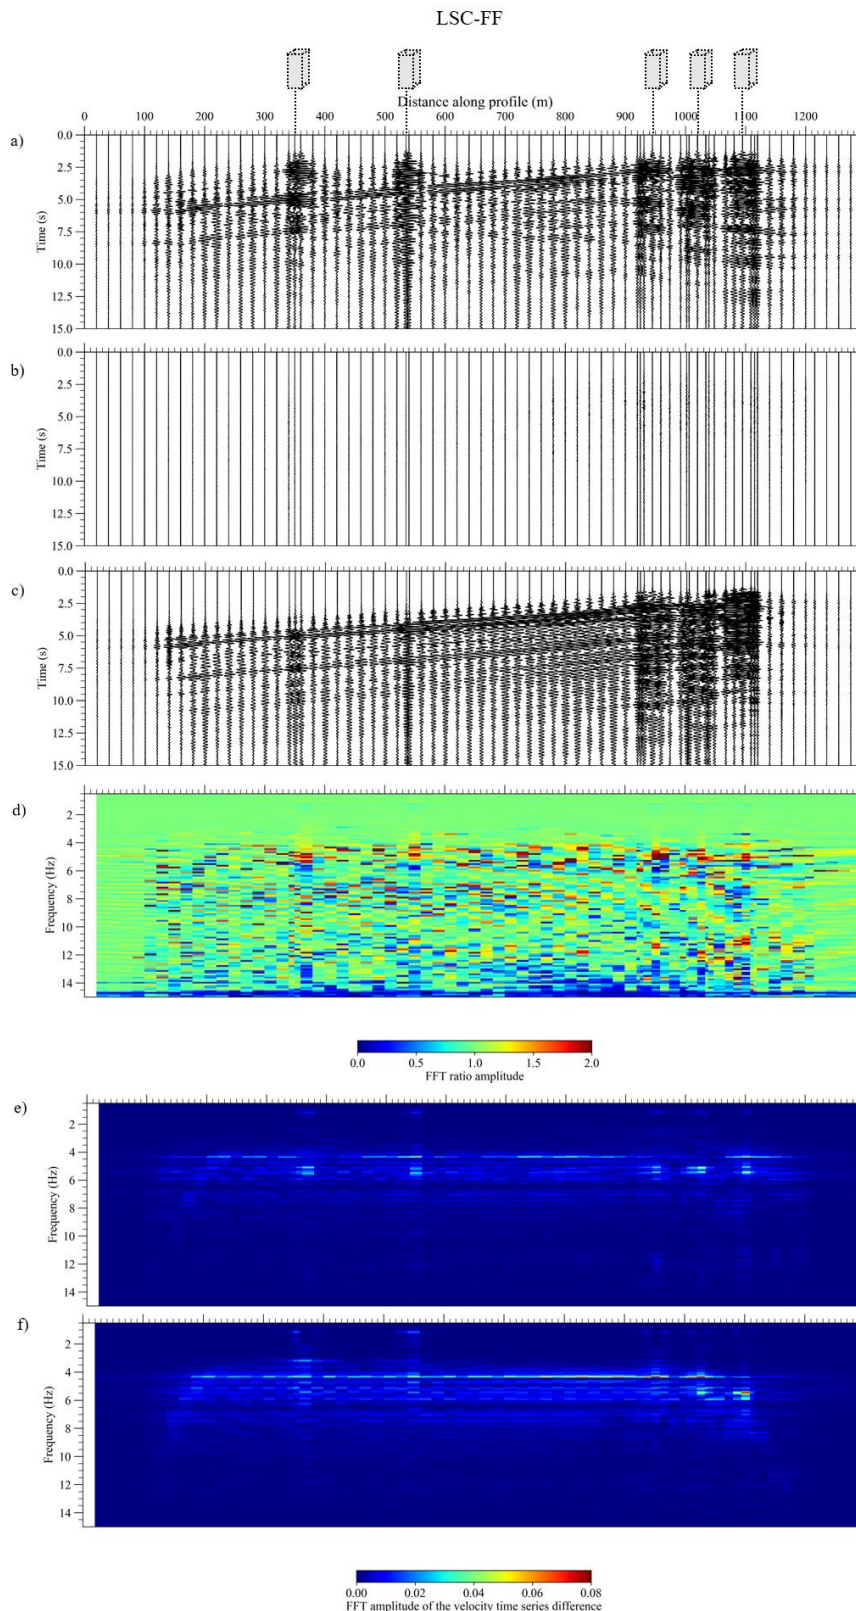 LSC-FF
Distance along profile (m)
0 100 200 300 400 500 600 700 800 900 1000 1100 1200
a)
0.0
2.5
5.0
7.5
10.0
12.5
15.0
Time (s)
b)
0.0
2.5
5.0
7.5
10.0
12.5
15.0
Time (s)
c)
0.0
2.5
5.0
7.5
10.0
12.5
15.0
Time (s)
d)
2
4
6
8
10
12
14
Frequency (Hz)
0.0 0.5 1.0 1.5 2.0
FFT ratio amplitude
e)
2
4
6
8
10
12
14
Frequency (Hz)
f)
2
4
6
8
10
12
14
Frequency (Hz)
0.00 0.02 0.04 0.06 0.08
FFT amplitude of the velocity time series difference